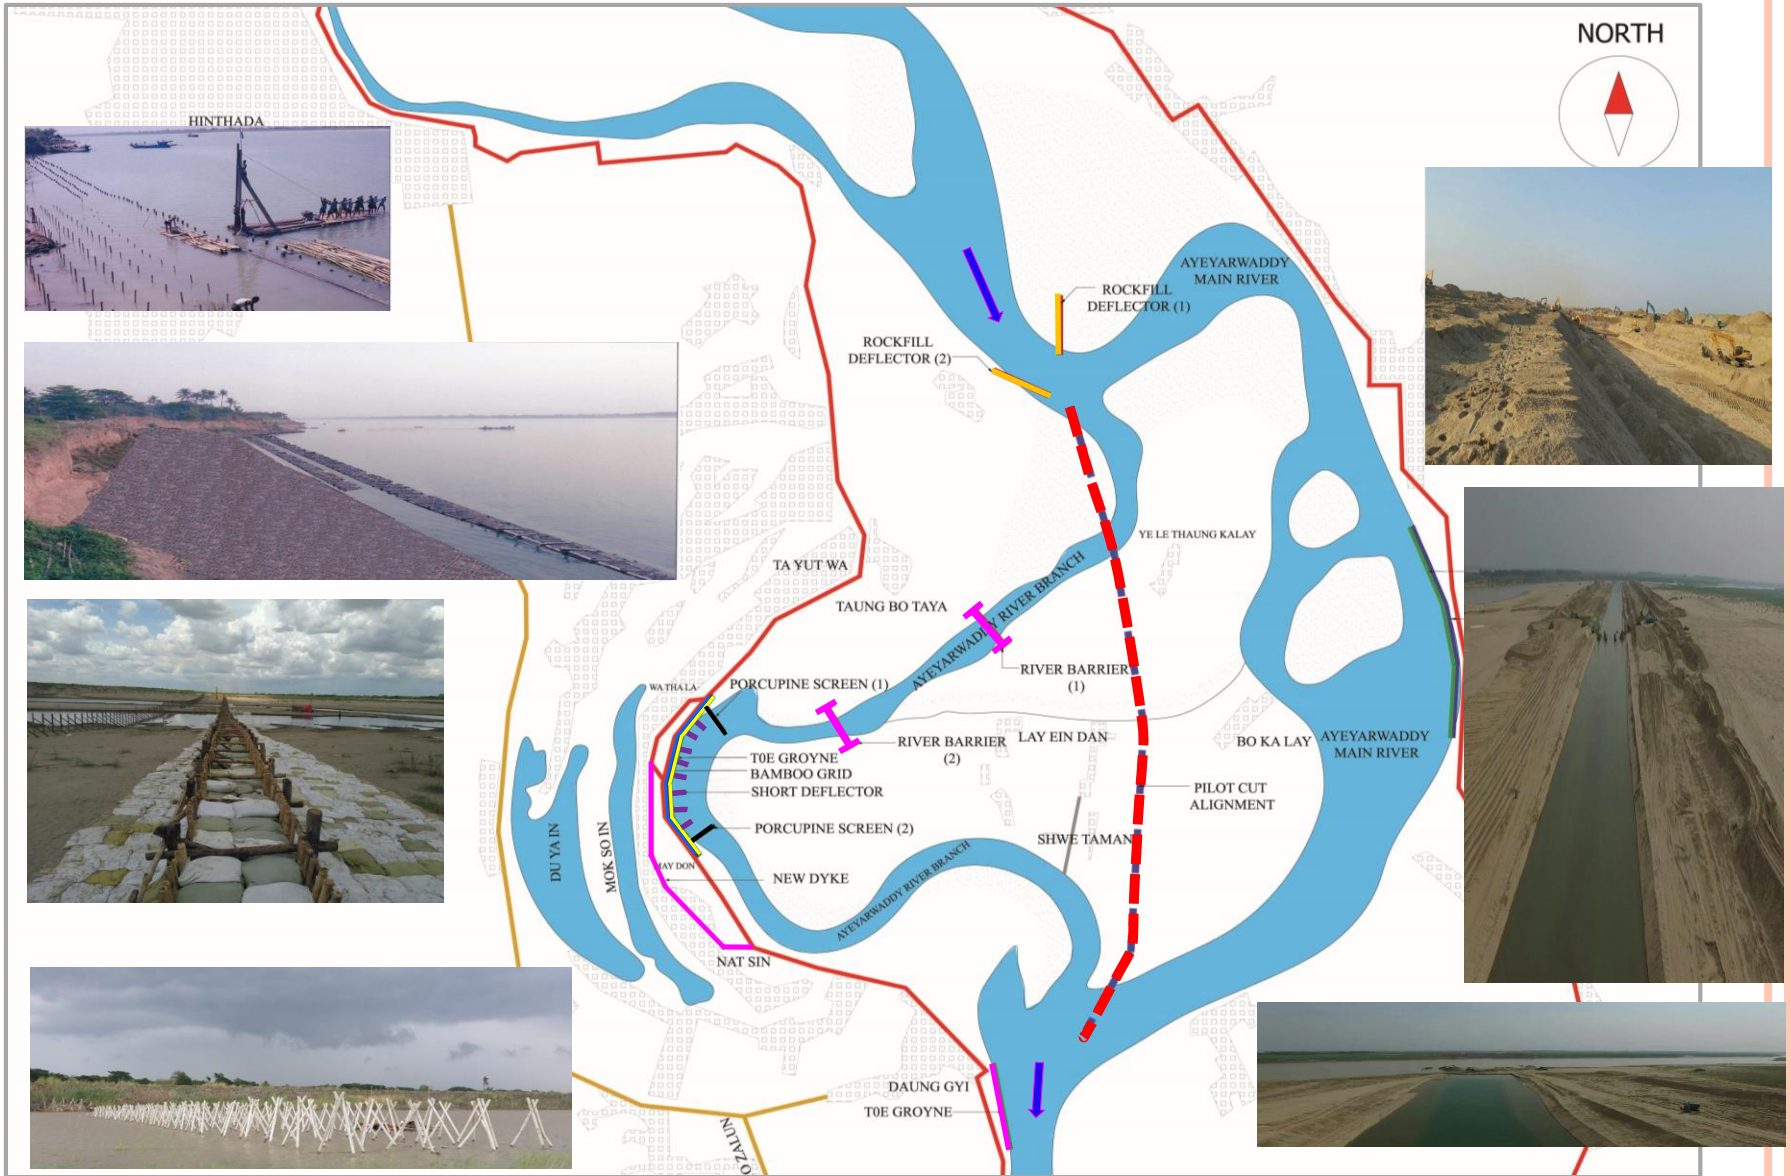 NORTH
HINTHADA
AYEYARWADDY
MAIN RIVER
ROCKFILL
DEFLECTOR (1)
ROCKFILL
DEFLECTOR (2)
YE LE THAUNG KALAY
TA YUT WA
TAUNG BO TAYA
AYEYARWADDY RIVER BRANCH
RIVER BARRIER
(1)
WA THA LA
PORCUPINE SCREEN (1)
RIVER BARRIER
(2)
LAY EIN DAN
BO KA LAY
AYEYARWADDY
MAIN RIVER
T0E GROYNE
BAMBOO GRID
SHORT DEFLECTOR
PILOT CUT
ALIGNMENT
PORCUPINE SCREEN (2)
SHWE TAMAN
DU YA IN
MOK SO IN
AYEYARWADDY RIVER BRANCH
NEW DYKE
NAT SIN
DAUNG GYI
T0E GROYNE
ZALUN